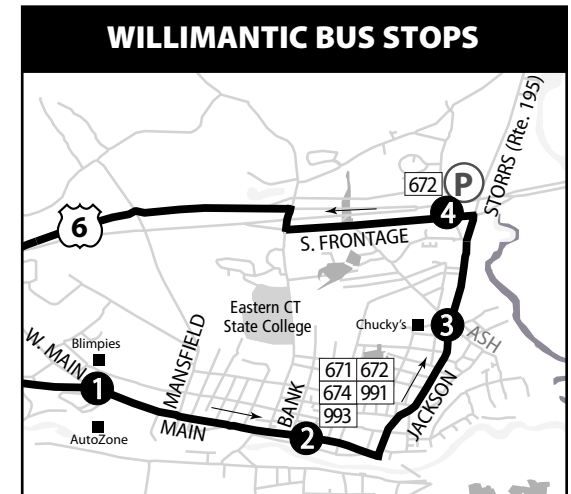 WILLIMANTIC BUS STOPS
STORRS (Rte. 195)
672
P
4
6
S. FRONTAGE
Eastern CT
State College
Chucky's
3
ASH
W. MAIN
Blimpies
MANSFIELD
1
AutoZone
MAIN
BANK
2
671 672
674 991
993
JACKSON